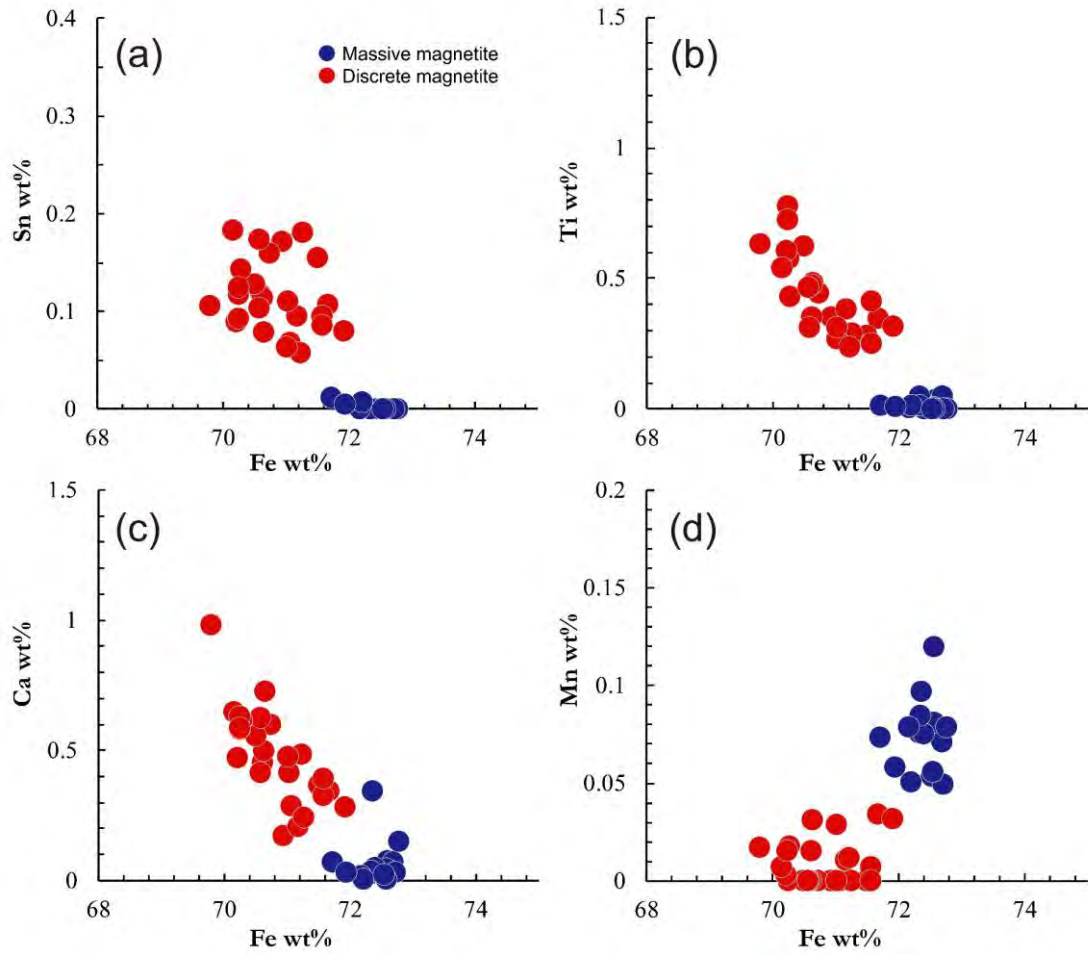 (a)
Massive magnetite
Discrete magnetite
Sn wt%
0.4
0.3
0.2
0.1
0
68 70 72 74
Fe wt%
(b)
Ti wt%
1.5
1
0.5
0
68 70 72 74
Fe wt%
(c)
Ca wt%
1.5
1
0.5
0
68 70 72 74
Fe wt%
(d)
Mn wt%
0.2
0.15
0.1
0.05
0
68 70 72 74
Fe wt%